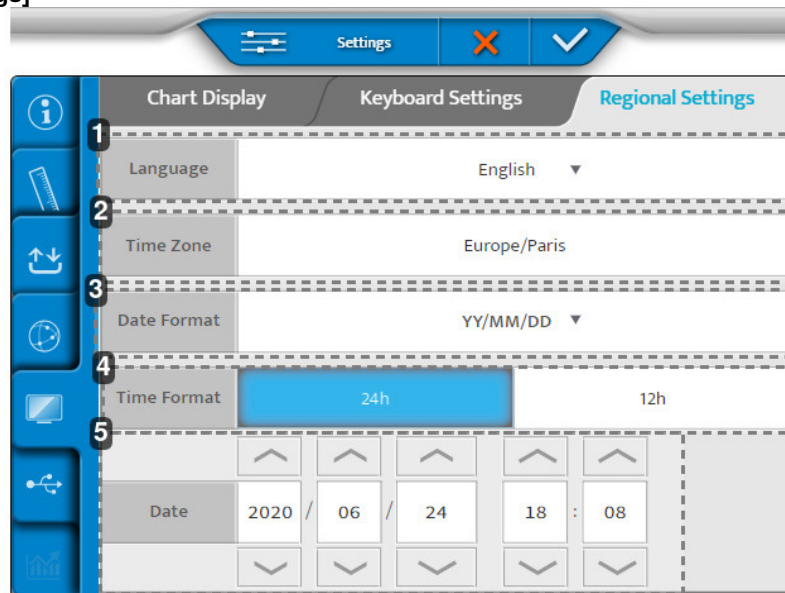 Settings
Chart Display Keyboard Settings Regional Settings
1
Language English ▼
2
Time Zone Europe/Paris
3
Date Format YY/MM/DD ▼
4
Time Format 24h 12h
5
Date 2020 / 06 / 24 18 : 08